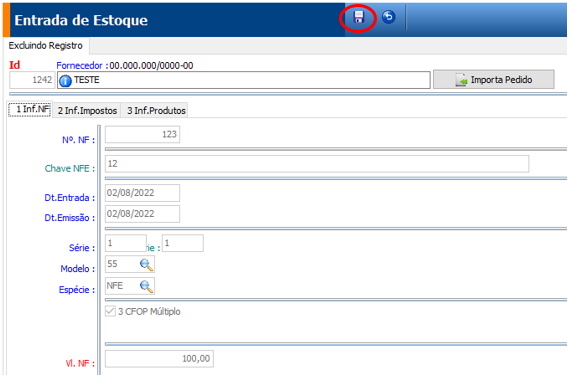 Entrada de Estoque
Excluindo Registro
Id Fornecedor : 00.000.000/0000-00
1242 TESTE Importa Pedido
1 Inf.NF 2 Inf.Impostos 3 Inf.Produtos
Nº. NF : 123
Chave NFE : 12
Dt.Entrada : 02/08/2022
Dt.Emissão : 02/08/2022
Série : 1 ie : 1
Modelo : 55
Espécie : NFE
3 CFOP Múltiplo
Vl. NF : 100,00